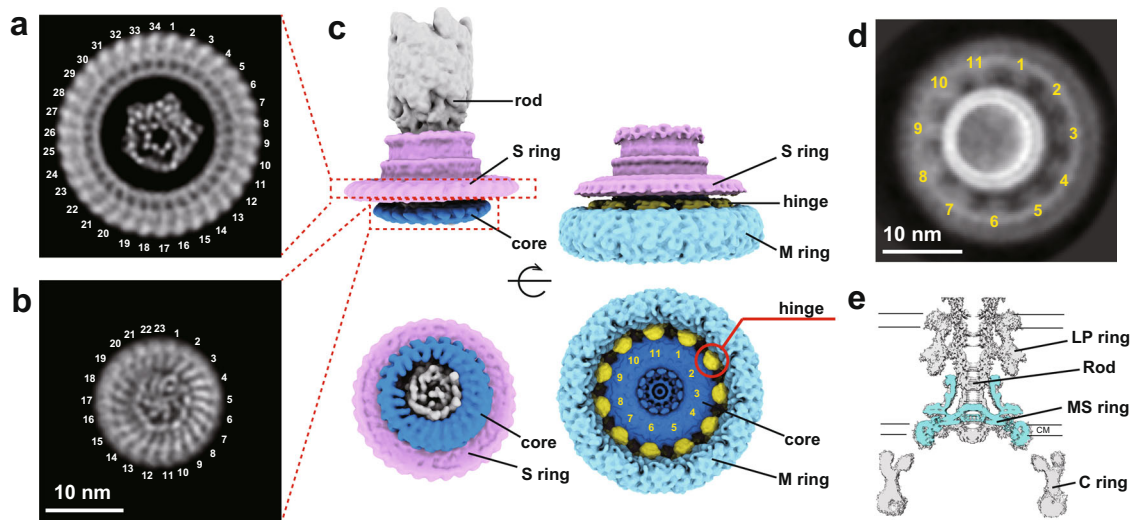 a
34 1 2 3 4 5 6 7 8 9 10 11 12 13 14 15 16 17 18 19 20 21 22 23 24 25 26 27 28 29 30 31 32 33
b
22 23 1 2 3 4 5 6 7 8 9 10 11 12 13 14 15 16 17 18 19 20 21
10 nm
c
rod
S ring
core
S ring
hinge
M ring
core
S ring
hinge
11 1 2 3 4 5 6 7 8 9 10
core
M ring
d
11 1 2 3 4 5 6 7 8 9 10
10 nm
e
LP ring
Rod
MS ring
CM
C ring